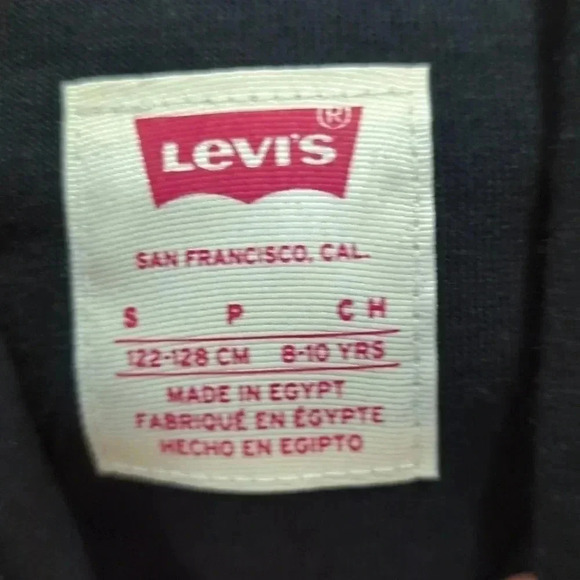 Levi's®
SAN FRANCISCO, CAL.
S P C H
122-128 CM 8-10 YRS
MADE IN EGYPT
FABRIQUÉ EN ÉGYPTE
HECHO EN EGIPTO